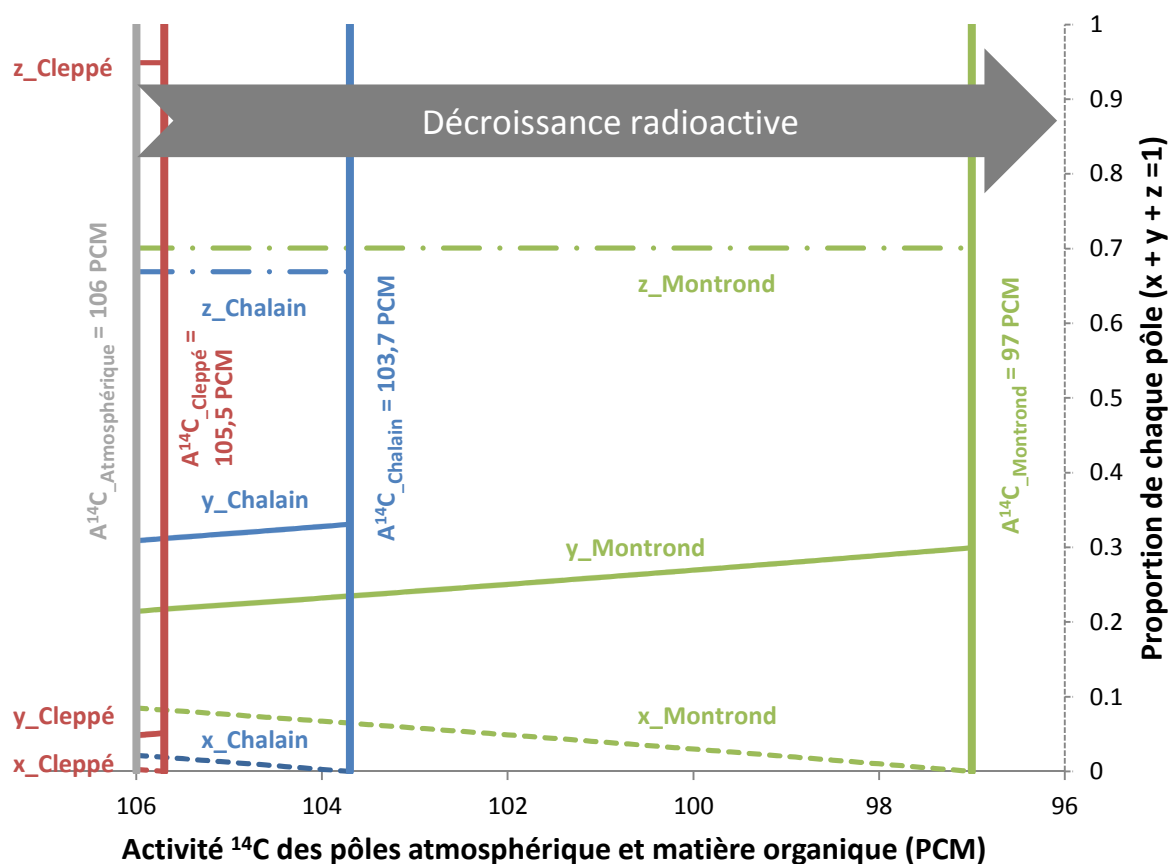 z_Cleppé
Décroissance radioactive
z_Chalain
z_Montrond
A¹⁴C_Atmosphérique = 106 PCM
A¹⁴C_Cleppé =
105,5 PCM
A¹⁴C_Chalain = 103,7 PCM
A¹⁴C_Montrond = 97 PCM
y_Chalain
y_Montrond
y_Cleppé
x_Cleppé
x_Chalain
x_Montrond
1
0.9
0.8
0.7
0.6
0.5
0.4
0.3
0.2
0.1
0
Proportion de chaque pôle (x + y + z =1)
106
104
102
100
98
96
Activité ¹⁴C des pôles atmosphérique et matière organique (PCM)